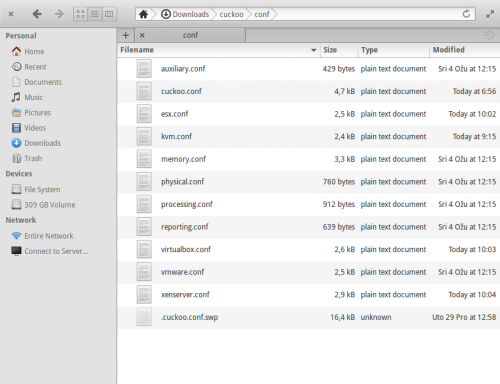 Downloads cuckoo conf
conf
Personal
Home
Recent
Documents
Music
Pictures
Videos
Downloads
Trash
Devices
File System
309 GB Volume
Network
Entire Network
Connect to Server...
Filename Size Type Modified
auxiliary.conf 429 bytes plain text document Sri 4 Ožu at 12:15
cuckoo.conf 4,7 kB plain text document Today at 6:56
esx.conf 2,5 kB plain text document Today at 10:02
kvm.conf 2,4 kB plain text document Today at 9:15
memory.conf 3,3 kB plain text document Sri 4 Ožu at 12:15
physical.conf 760 bytes plain text document Sri 4 Ožu at 12:15
processing.conf 912 bytes plain text document Sri 4 Ožu at 12:15
reporting.conf 639 bytes plain text document Sri 4 Ožu at 12:15
virtualbox.conf 2,6 kB plain text document Today at 10:03
vmware.conf 2,5 kB plain text document Sri 4 Ožu at 12:15
xenserver.conf 2,9 kB plain text document Today at 10:04
.cuckoo.conf.swp 16,4 kB unknown Uto 29 Pro at 12:58